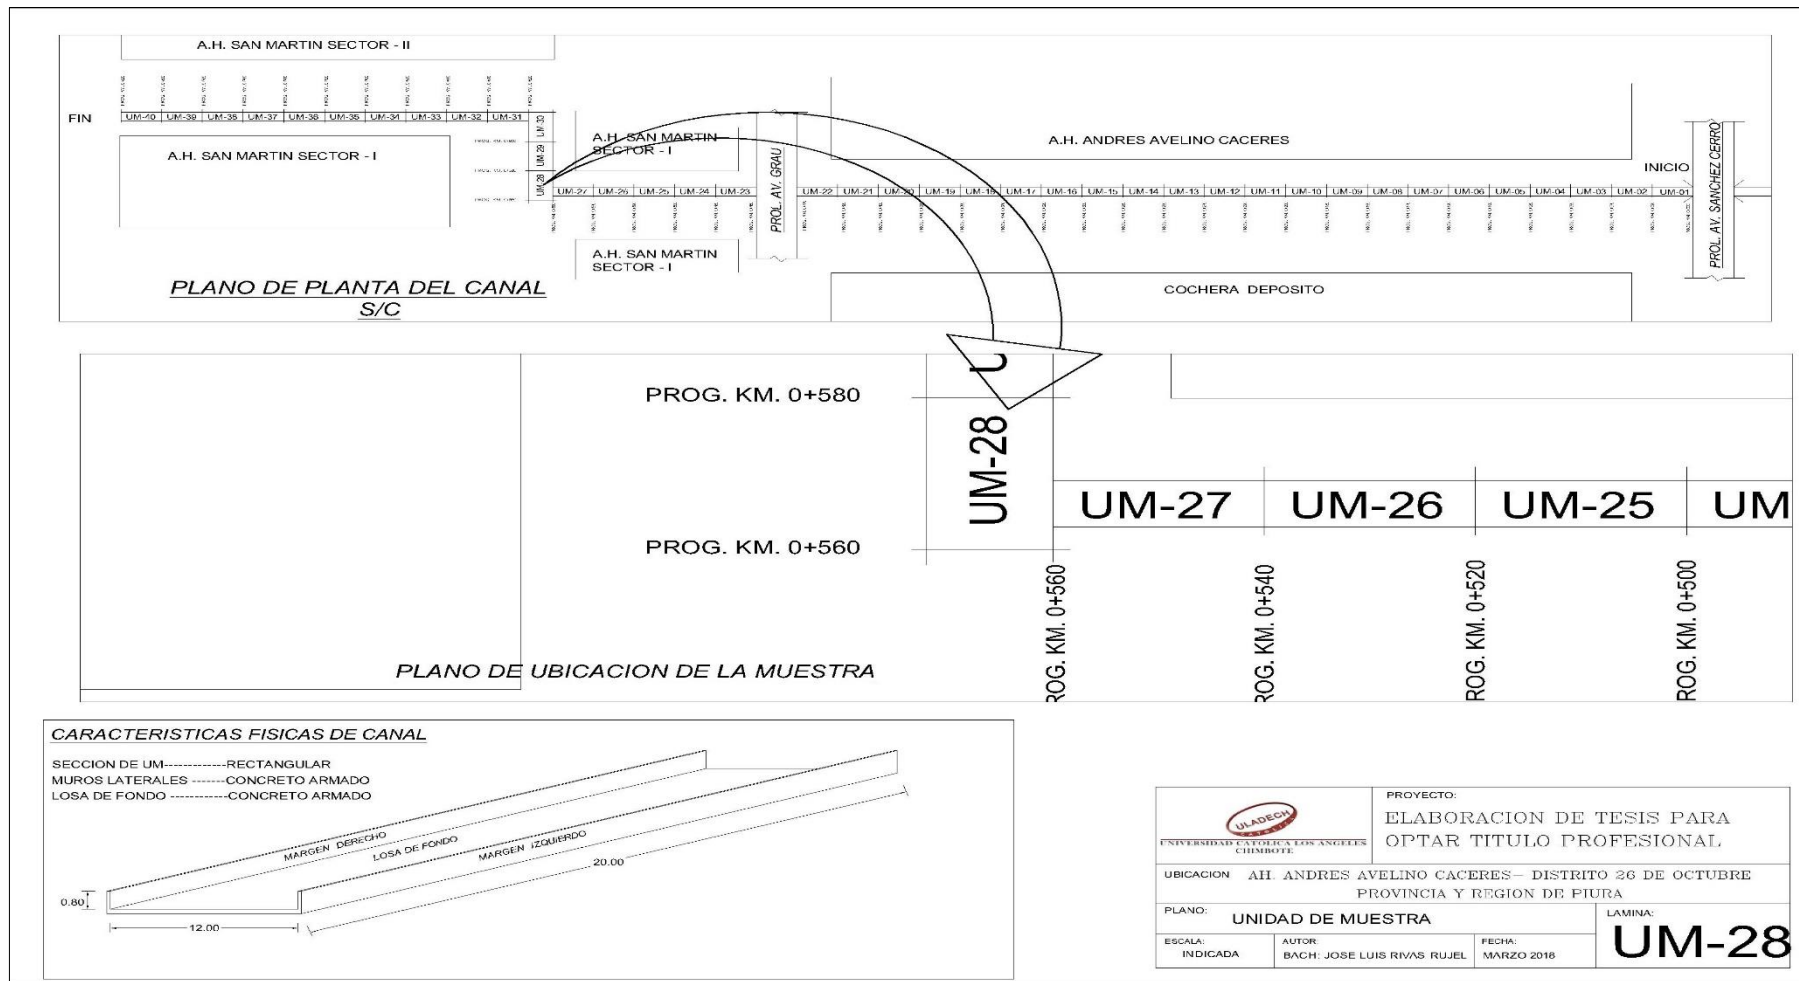 A.H. SAN MARTIN SECTOR - II
FIN
UM-40 UM-39 UM-38 UM-37 UM-36 UM-35 UM-34 UM-33 UM-32 UM-31
UM-29
UM-28
A.H. SAN MARTIN SECTOR - I
A.H. SAN MARTIN
SECTOR - I
PROL. AV. GRAU
A.H. ANDRES AVELINO CACERES
INICIO
PROL. AV. SANCHEZ CERRO
UM-27 UM-26 UM-25 UM-24 UM-23
UM-22 UM-21 UM-20 UM-19 UM-18 UM-17 UM-16 UM-15 UM-14 UM-13 UM-12 UM-11 UM-10 UM-09 UM-08 UM-07 UM-06 UM-05 UM-04 UM-03 UM-02 UM-01
A.H. SAN MARTIN
SECTOR - I
COCHERA DEPOSITO
PLANO DE PLANTA DEL CANAL
S/C
PROG. KM. 0+580
U
UM-28
UM-27 UM-26 UM-25 UM
PROG. KM. 0+560
ROG. KM. 0+560
ROG. KM. 0+540
ROG. KM. 0+520
ROG. KM. 0+500
PLANO DE UBICACION DE LA MUESTRA
CARACTERISTICAS FISICAS DE CANAL
SECCION DE UM-----------RECTANGULAR
MUROS LATERALES ------CONCRETO ARMADO
LOSA DE FONDO ----------CONCRETO ARMADO
MARGEN DERECHO
LOSA DE FONDO
MARGEN IZQUIERDO
20.00
0.80
12.00
ULADECH
CATOLICA
UNIVERSIDAD CATOLICA LOS ANGELES
CHIMBOTE
PROYECTO:
ELABORACION DE TESIS PARA
OPTAR TITULO PROFESIONAL
UBICACION AH. ANDRES AVELINO CACERES- DISTRITO 26 DE OCTUBRE
PROVINCIA Y REGION DE PIURA
PLANO:
UNIDAD DE MUESTRA
LAMINA:
UM-28
ESCALA:
INDICADA
AUTOR:
BACH: JOSE LUIS RIVAS RUJEL
FECHA:
MARZO 2018